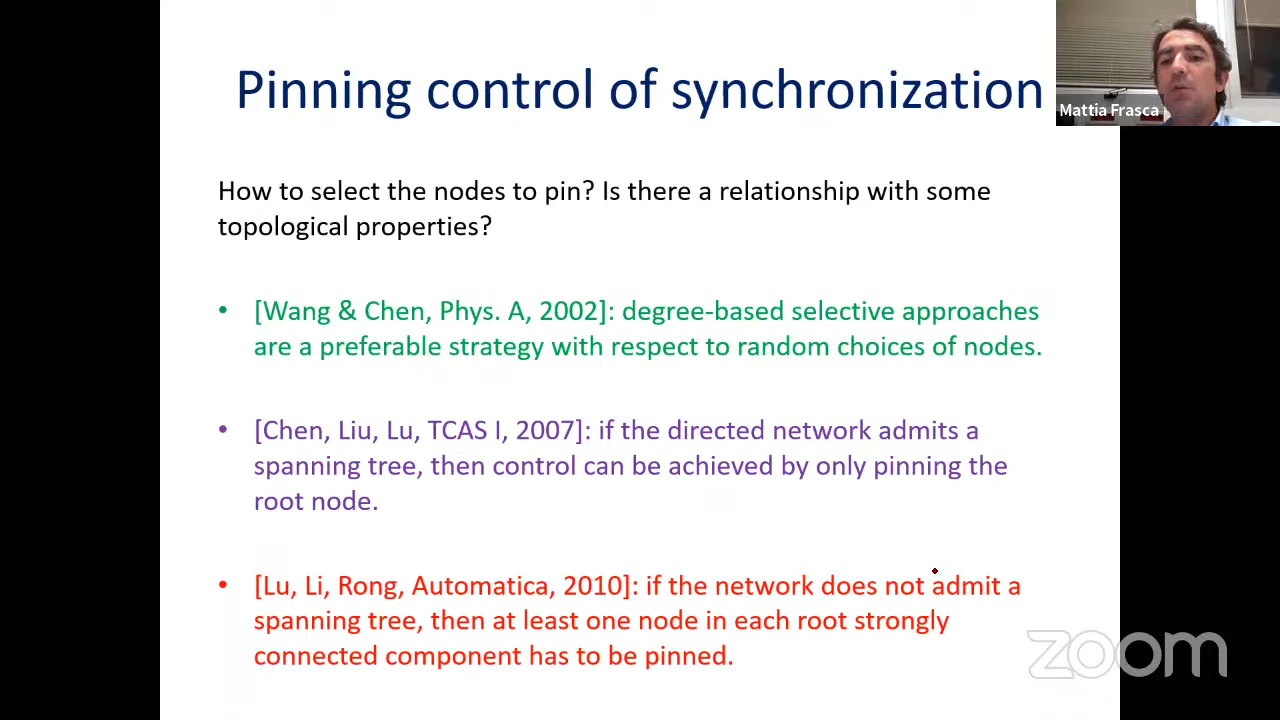 Pinning control of synchronization
Mattia Frasca
How to select the nodes to pin? Is there a relationship with some
topological properties?
• [Wang & Chen, Phys. A, 2002]: degree-based selective approaches
are a preferable strategy with respect to random choices of nodes.
• [Chen, Liu, Lu, TCAS I, 2007]: if the directed network admits a
spanning tree, then control can be achieved by only pinning the
root node.
• [Lu, Li, Rong, Automatica, 2010]: if the network does not admit a
spanning tree, then at least one node in each root strongly
connected component has to be pinned.
zoom